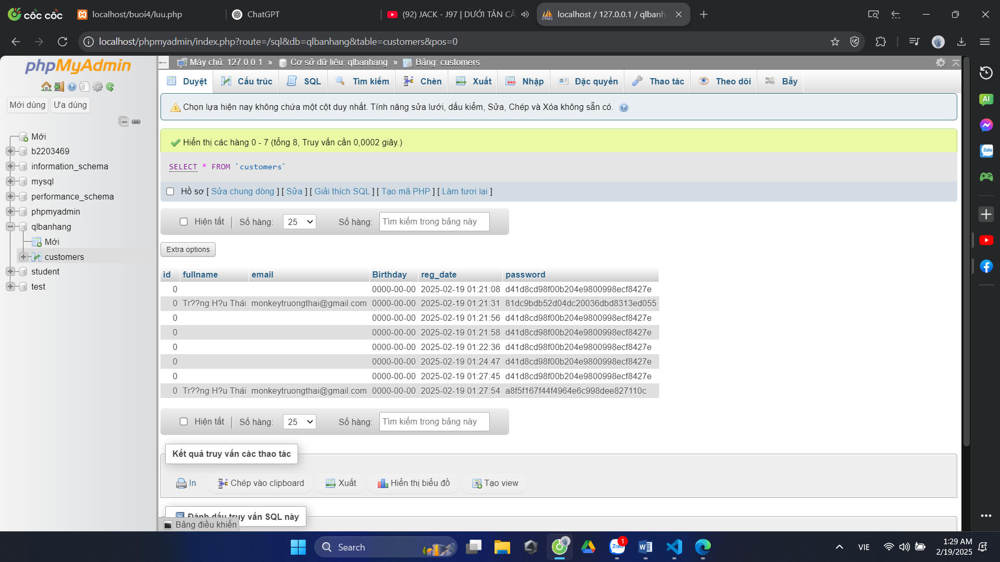 cốc cốc
localhost/buoi4/luu.php
ChatGPT
(92) JACK - J97 | DƯỚI TÁN CÂ
localhost / 127.0.0.1 / qlbanh
localhost/phpmyadmin/index.php?route=/sql&db=qlbanhang&table=customers&pos=0
phpMyAdmin
Mới dùng
Ưa dùng
Mới
b2203469
information_schema
mysql
performance_schema
phpmyadmin
qlbanhang
Mới
customers
student
test
Máy chủ: 127.0.0.1 » Cơ sở dữ liệu: qlbanhang » Bảng: customers
Duyệt Cấu trúc SQL Tìm kiếm Chèn Xuất Nhập Đặc quyền Thao tác Theo dõi Bẫy
Chọn lựa hiện nay không chứa một cột duy nhất. Tính năng sửa lưới, dấu kiểm, Sửa, Chép và Xóa không sẵn có.
Hiển thị các hàng 0 - 7 (tổng 8, Truy vấn cần 0,0002 giây.)
SELECT * FROM `customers`
Hồ sơ [ Sửa chung dòng ] [ Sửa ] [ Giải thích SQL ] [ Tạo mã PHP ] [ Làm tươi lại ]
Hiện tất Số hàng: 25 Số hàng: Tìm kiếm trong bảng này
Extra options
id fullname email Birthday reg_date password
0 0000-00-00 2025-02-19 01:21:08 d41d8cd98f00b204e9800998ecf8427e
0 Tr??ng H?u Thái monkeytruongthai@gmail.com 0000-00-00 2025-02-19 01:21:31 81dc9bdb52d04dc20036dbd8313ed055
0 0000-00-00 2025-02-19 01:21:56 d41d8cd98f00b204e9800998ecf8427e
0 0000-00-00 2025-02-19 01:21:58 d41d8cd98f00b204e9800998ecf8427e
0 0000-00-00 2025-02-19 01:22:36 d41d8cd98f00b204e9800998ecf8427e
0 0000-00-00 2025-02-19 01:24:47 d41d8cd98f00b204e9800998ecf8427e
0 0000-00-00 2025-02-19 01:27:45 d41d8cd98f00b204e9800998ecf8427e
0 Tr??ng H?u Thái monkeytruongthai@gmail.com 0000-00-00 2025-02-19 01:27:54 a8f5f167f44f4964e6c998dee827110c
Hiện tất Số hàng: 25 Số hàng: Tìm kiếm trong bảng này
Kết quả truy vấn các thao tác
In Chép vào clipboard Xuất Hiển thị biểu đồ Tạo view
Đánh dấu truy vấn SQL này
Bảng điều khiển
AI
Zalo
Search
Zalo
1
VIE
1:29 AM
2/19/2025